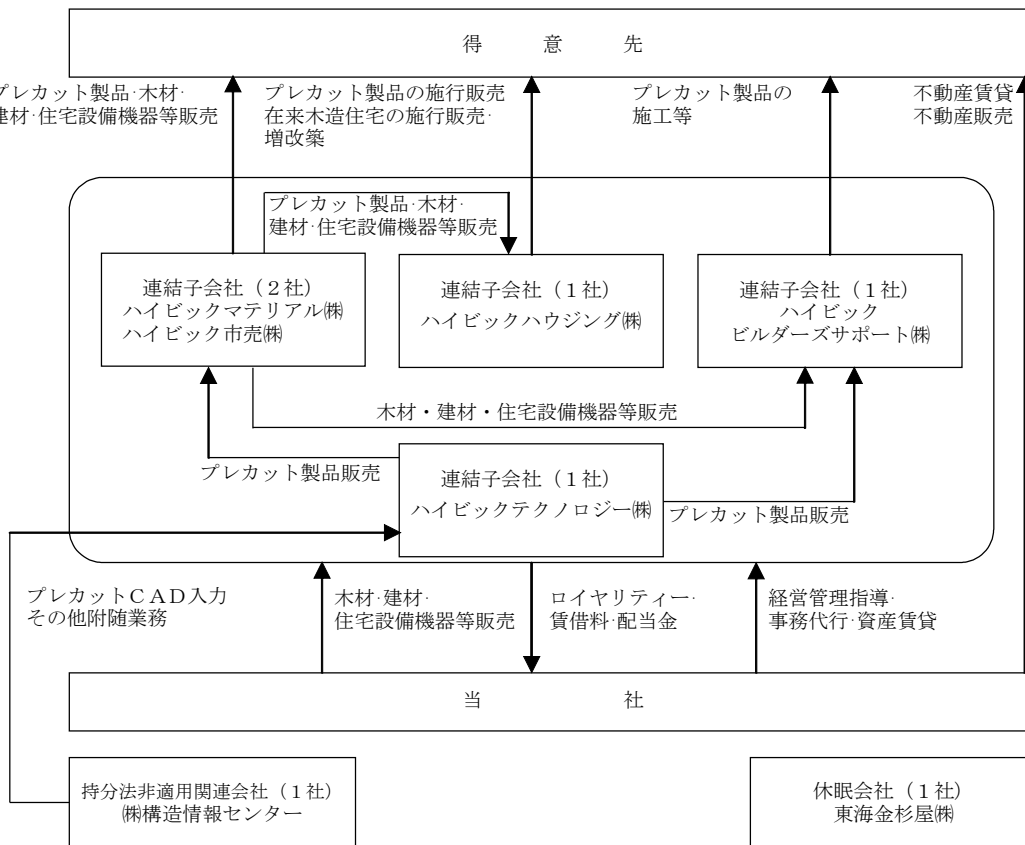 得 意 先
プレカット製品・木材・
建材・住宅設備機器等販売
プレカット製品の施行販売
在来木造住宅の施行販売・
増改築
プレカット製品の
施工等
不動産賃貸
不動産販売
プレカット製品・木材・
建材・住宅設備機器等販売
連結子会社（２社）
ハイビックマテリアル㈱
ハイビック市売㈱
連結子会社（１社）
ハイビックハウジング㈱
連結子会社（１社）
ハイビック
ビルダーズサポート㈱
木材・建材・住宅設備機器等販売
プレカット製品販売
連結子会社（１社）
ハイビックテクノロジー㈱
プレカット製品販売
プレカットＣＡＤ入力
その他附随業務
木材・建材・
住宅設備機器等販売
ロイヤリティー・
賃借料・配当金
経営管理指導・
事務代行・資産賃貸
当 社
持分法非適用関連会社（１社）
㈱構造情報センター
休眠会社（１社）
東海金杉屋㈱